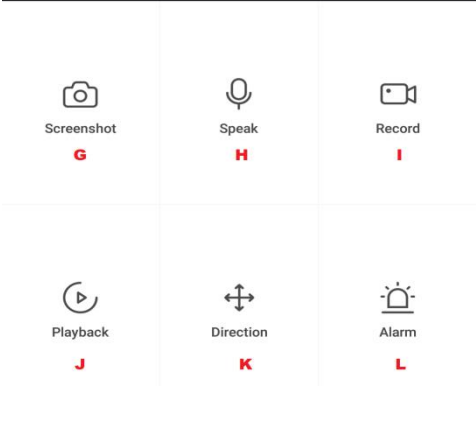 Screenshot Speak Record
G H I
Playback Direction Alarm
J K L